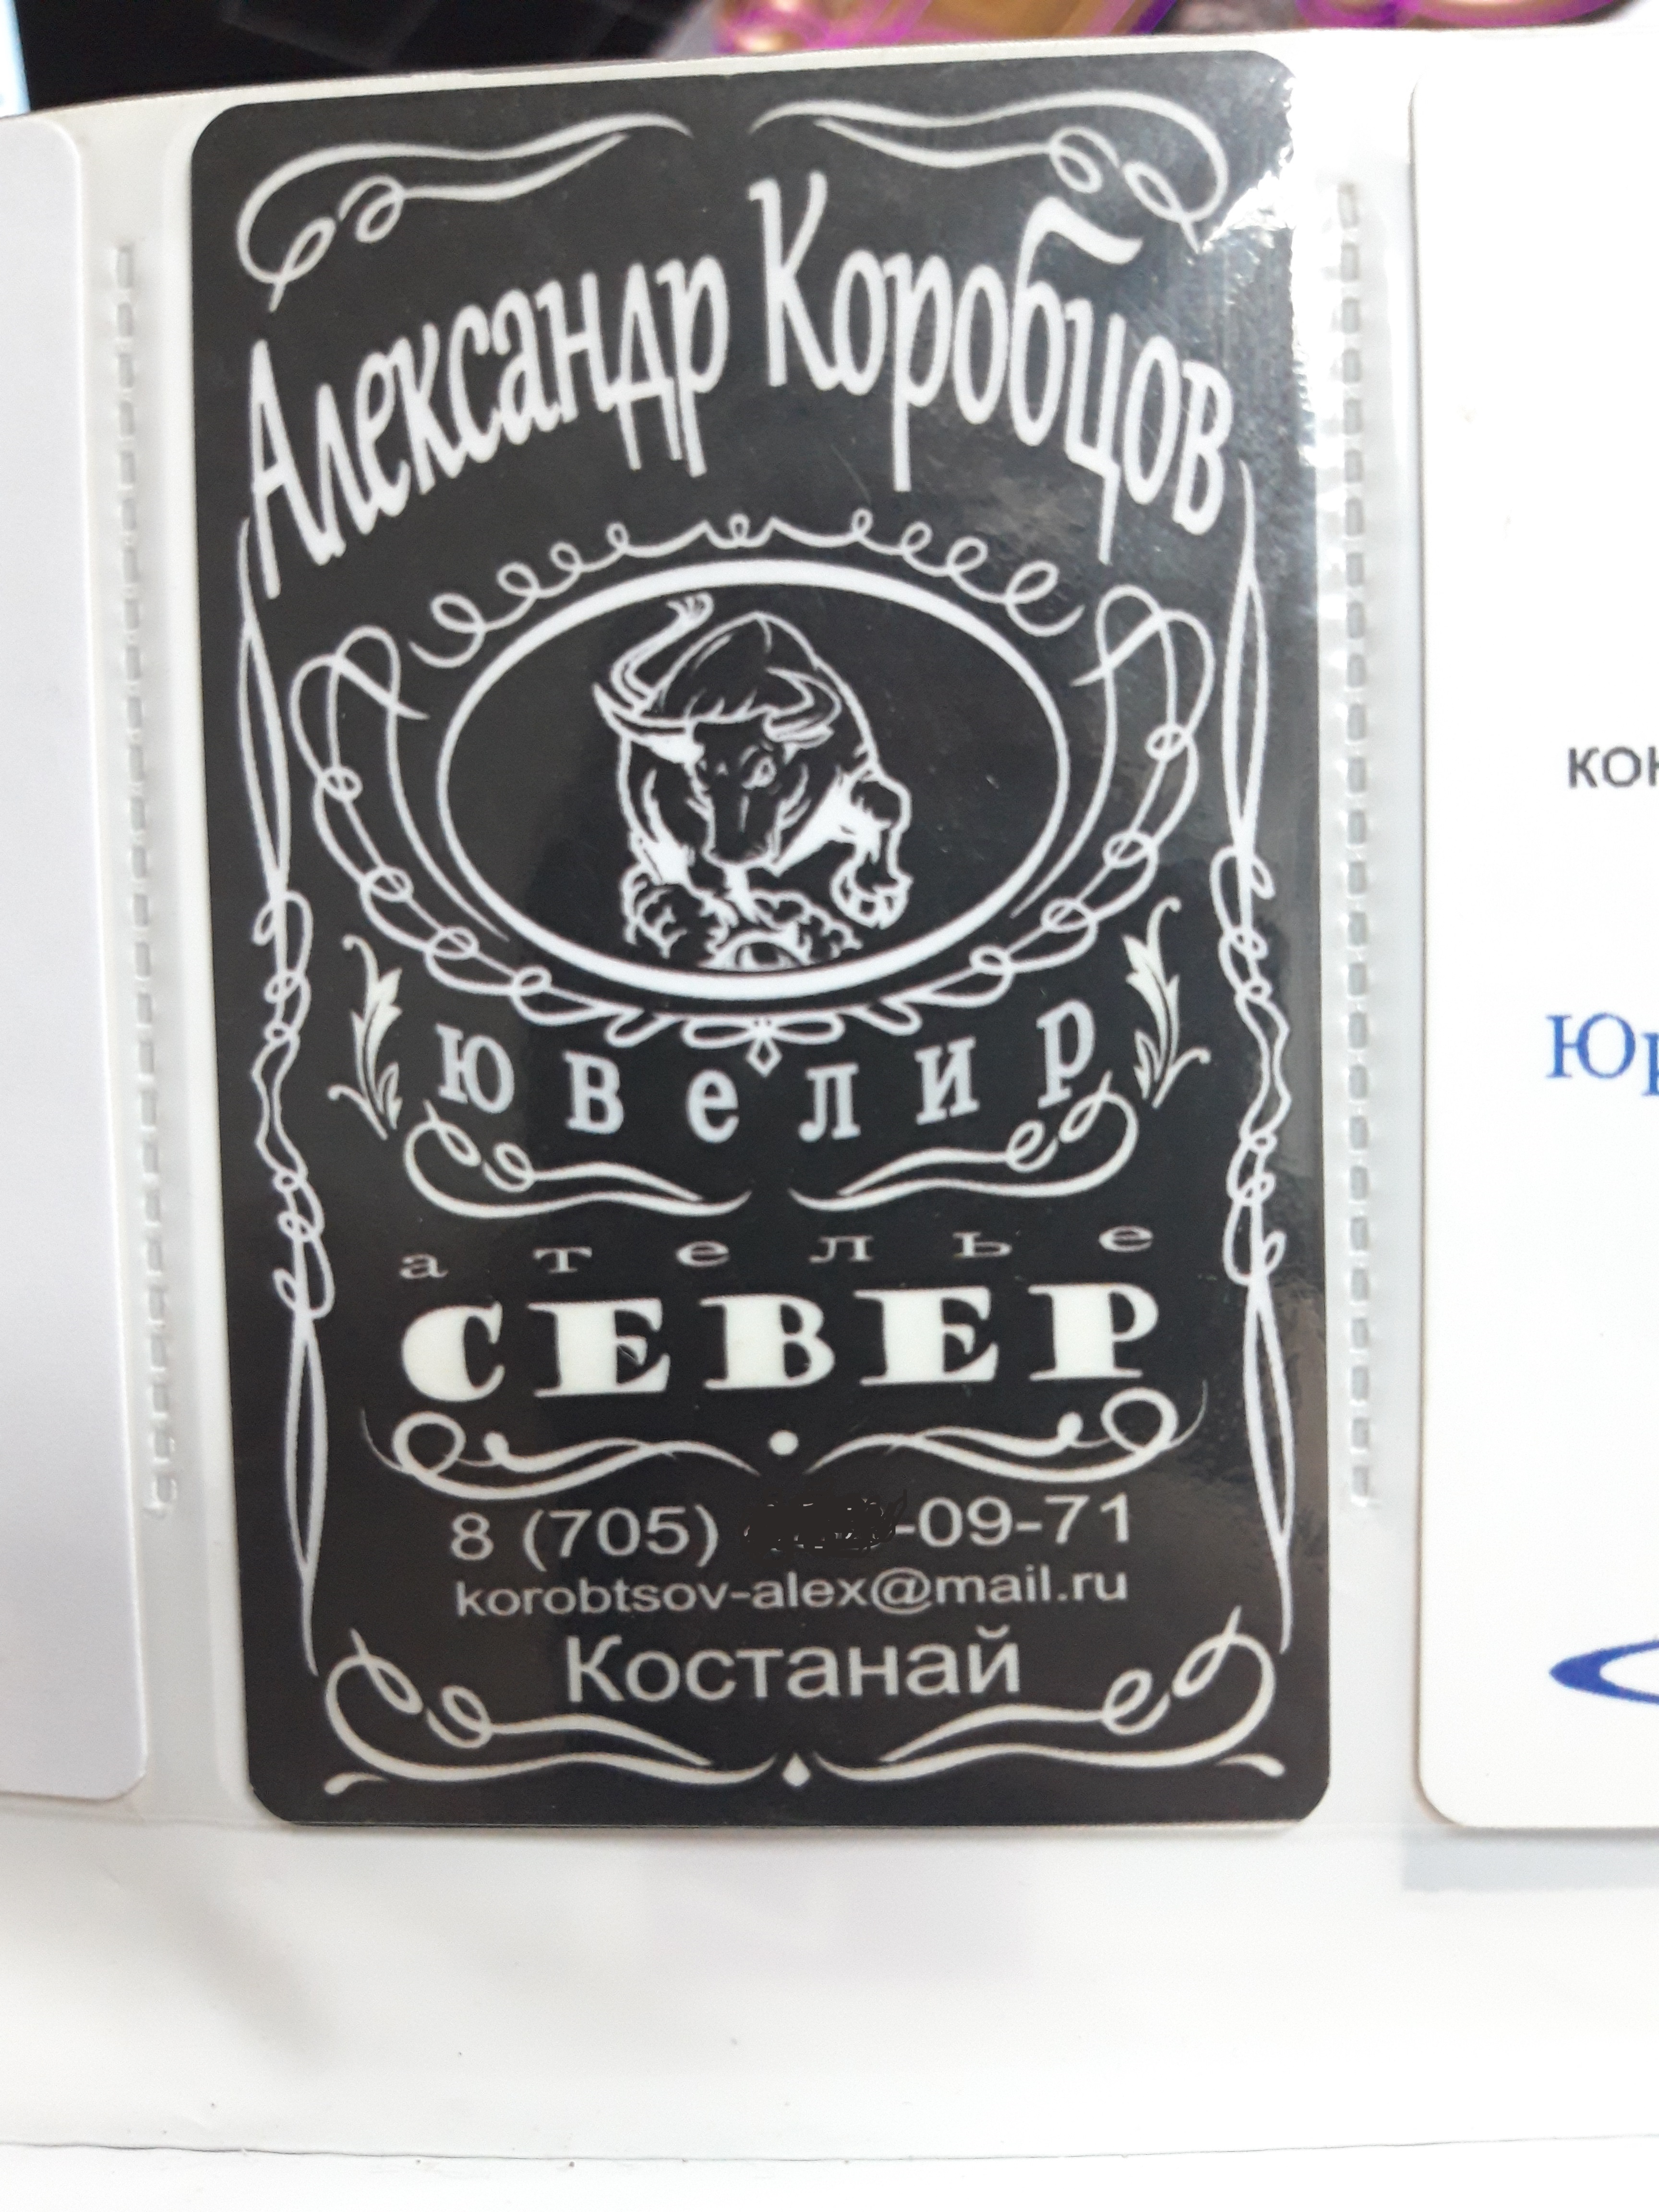 Александр Коробцов
Ювелир
ателье
СЕВЕР
8 (705) -09-71
korobtsov-alex@mail.ru
Костанай